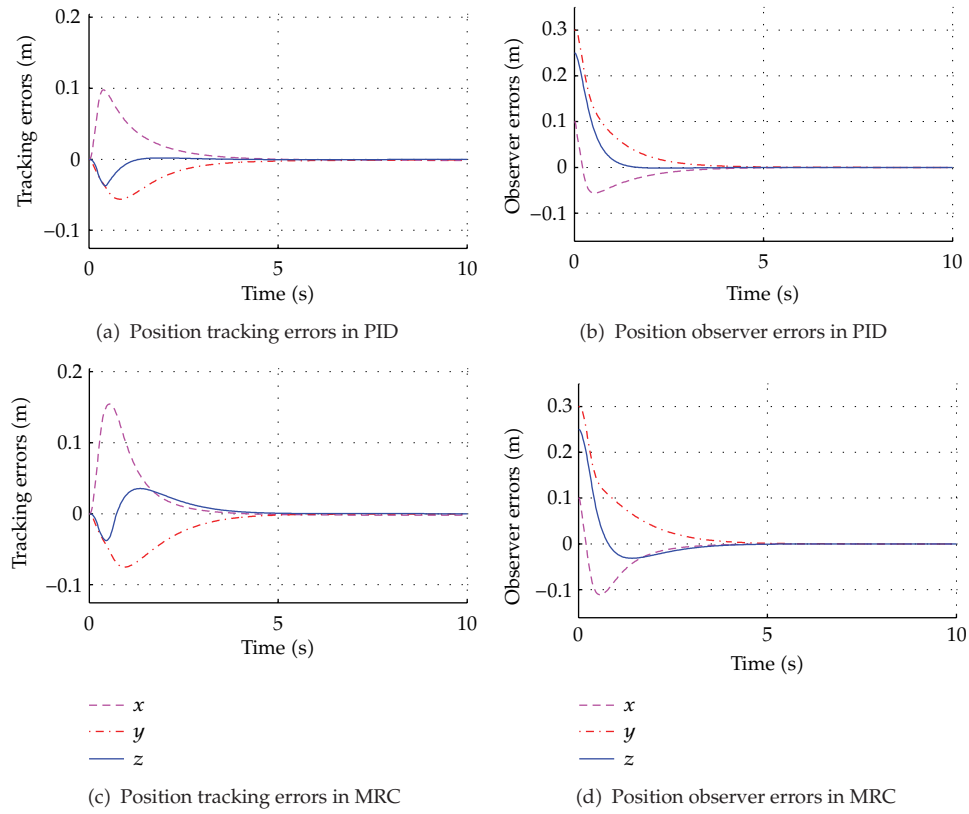 0.2
0.1
0
−0.1
Tracking errors (m)
0
5
10
Time (s)
(a) Position tracking errors in PID
0.3
0.2
0.1
0
−0.1
Observer errors (m)
0
5
10
Time (s)
(b) Position observer errors in PID
0.2
0.1
0
−0.1
Tracking errors (m)
0
5
10
Time (s)
x
y
z
(c) Position tracking errors in MRC
0.3
0.2
0.1
0
−0.1
Observer errors (m)
0
5
10
Time (s)
x
y
z
(d) Position observer errors in MRC